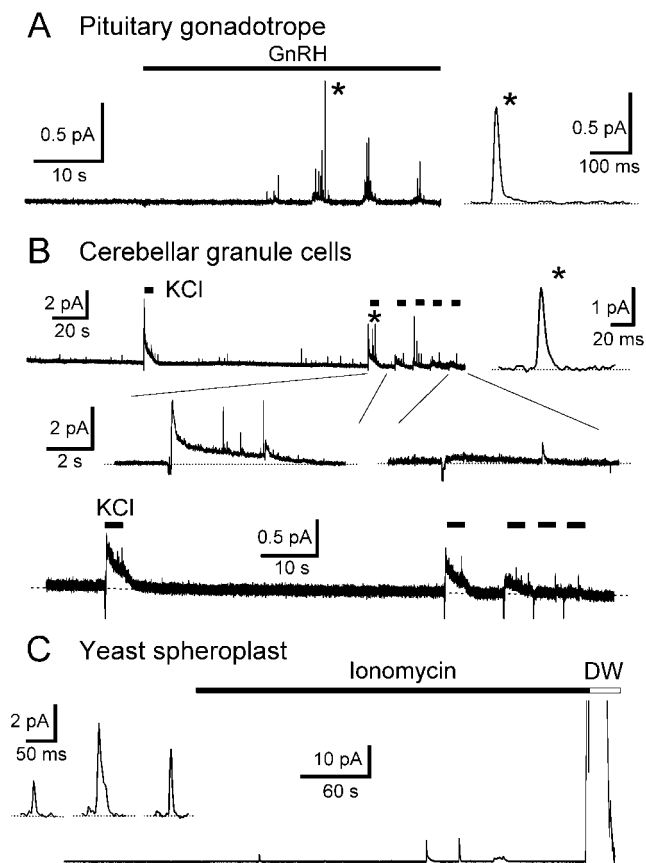 A Pituitary gonadotrope
GnRH
*
*
0.5 pA
10 s
0.5 pA
100 ms
B Cerebellar granule cells
KCl
*
*
2 pA
20 s
1 pA
20 ms
2 pA
2 s
KCl
0.5 pA
10 s
C Yeast spheroplast
Ionomycin DW
2 pA
50 ms
10 pA
60 s